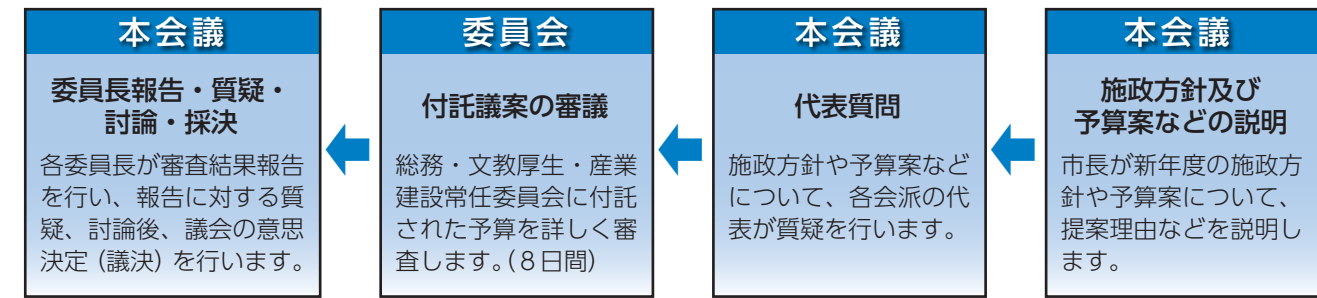 本会議
施政方針及び
予算案などの説明
市長が新年度の施政方
針や予算案について、
提案理由などを説明し
ます。
本会議
代表質問
施政方針や予算案など
について、各会派の代
表が質疑を行います。
委員会
付託議案の審議
総務・文教厚生・産業
建設常任委員会に付託
された予算を詳しく審
査します。(８日間)
本会議
委員長報告・質疑・
討論・採決
各委員長が審査結果報告
を行い、報告に対する質
疑、討論後、議会の意思
決定(議決)を行います。